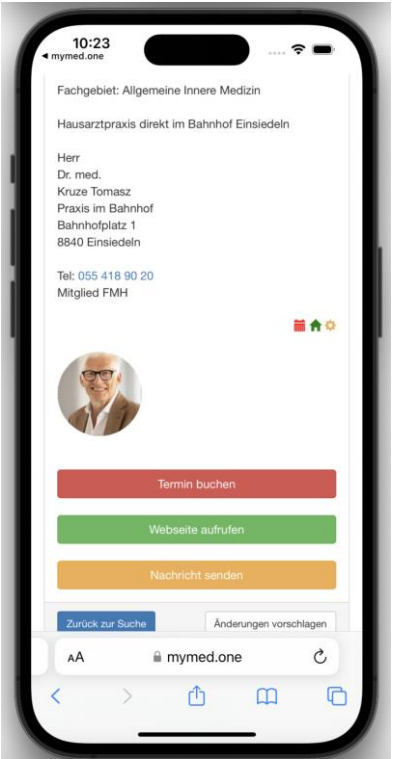 10:23
◀ mymed.one
Fachgebiet: Allgemeine Innere Medizin
Hausarztpraxis direkt im Bahnhof Einsiedeln
Herr
Dr. med.
Kruze Tomasz
Praxis im Bahnhof
Bahnhofplatz 1
8840 Einsiedeln
Tel: 055 418 90 20
Mitglied FMH
Termin buchen
Webseite aufrufen
Nachricht senden
Zurück zur Suche Änderungen vorschlagen
AA mymed.one